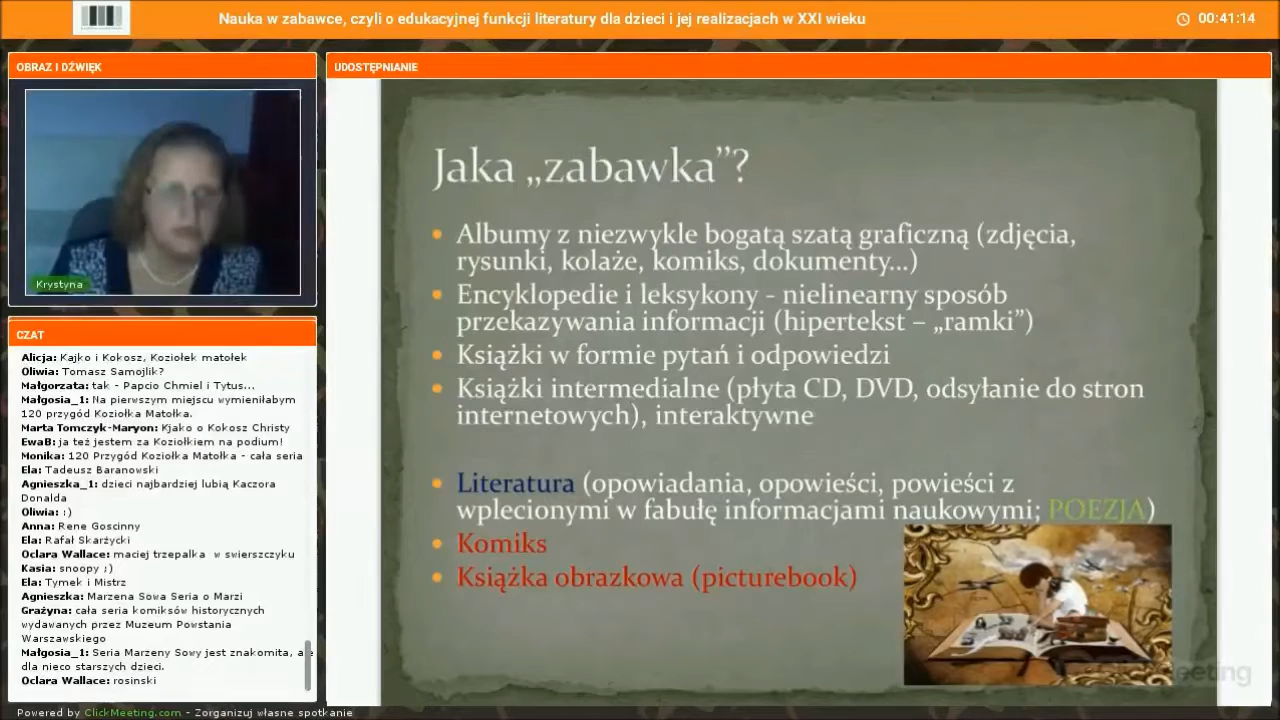 Nauka w zabawce, czyli o edukacyjnej funkcji literatury dla dzieci i jej realizacjach w XXI wieku
00:41:14
OBRAZ I DŹWIĘK
Krystyna
CZAT
Alicja: Kajko i Kokosz, Koziołek matołek
Oliwia: Tomasz Samojlik?
Małgorzata: tak - Papcio Chmiel i Tytus...
Małgosia_1: Na pierwszym miejscu wymieniłabym
120 przygód Koziołka Matołka.
Marta Tomczyk-Maryon: Kjako o Kokosz Christy
EwaB: ja też jestem za Koziołkiem na podium!
Monika: 120 Przygód Koziołka Matołka - cała seria
Ela: Tadeusz Baranowski
Agnieszka_1: dzieci najbardziej lubią Kaczora
Donalda
Oliwia: :)
Anna: Rene Goscinny
Ela: Rafał Skarżycki
Oclara Wallace: maciej trzepalka w swierszczyku
Kasia: snoopy ;)
Ela: Tymek i Mistrz
Agnieszka: Marzena Sowa Seria o Marzi
Grażyna: cała seria komiksów historycznych
wydawanych przez Muzeum Powstania
Warszawskiego
Małgosia_1: Seria Marzeny Sowy jest znakomita, ale
dla nieco starszych dzieci.
Oclara Wallace: rosinski
UDOSTĘPNIANIE
Jaka „zabawka”?
• Albumy z niezwykle bogatą szatą graficzną (zdjęcia,
rysunki, kolaże, komiks, dokumenty...)
• Encyklopedie i leksykony - nielinearny sposób
przekazywania informacji (hipertekst – „ramki”)
• Książki w formie pytań i odpowiedzi
• Książki intermedialne (płyta CD, DVD, odsyłanie do stron
internetowych), interaktywne
• Literatura (opowiadania, opowieści, powieści z
wplecionymi w fabułę informacjami naukowymi; POEZJA)
• Komiks
• Książka obrazkowa (picturebook)
Powered by ClickMeeting.com - Zorganizuj własne spotkanie